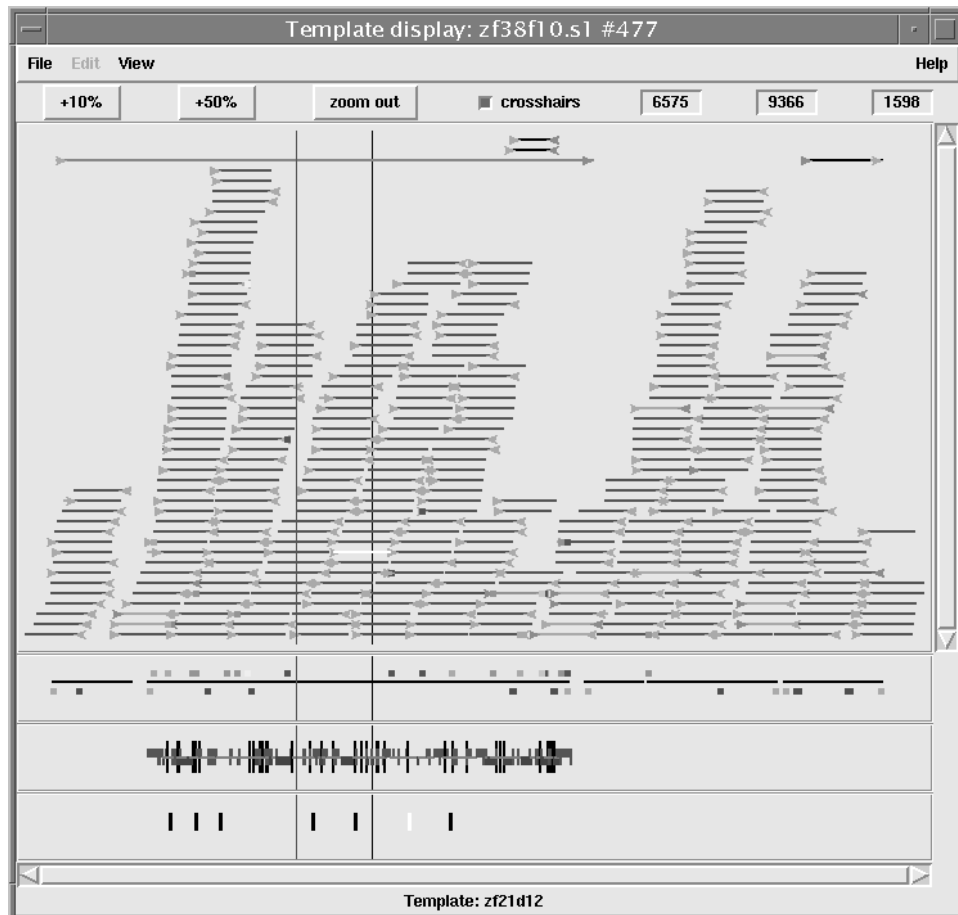 Template display: zf38f10.s1 #477
File Edit View Help
+10% +50% zoom out crosshairs 6575 9366 1598
Template: zf21d12